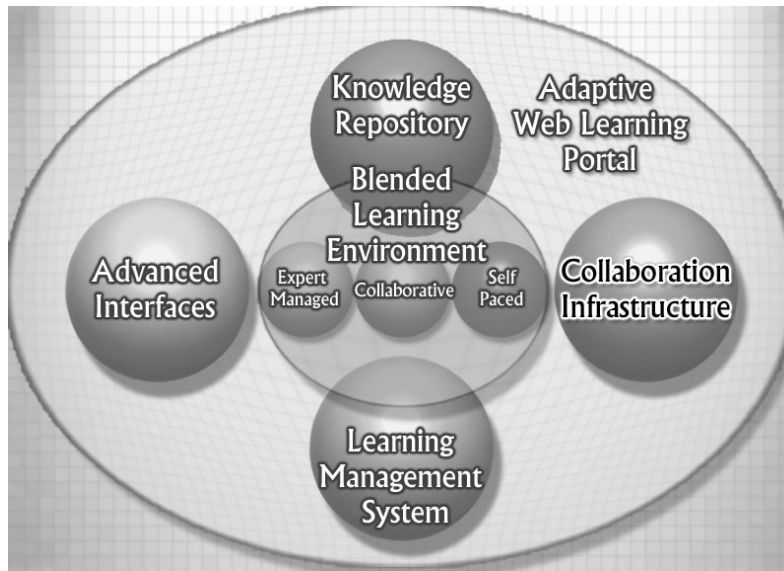 Knowledge
Repository
Adaptive
Web Learning
Portal
Blended
Learning
Environment
Advanced
Interfaces
Expert
Managed
Collaborative
Self
Paced
Collaboration
Infrastructure
Learning
Management
System